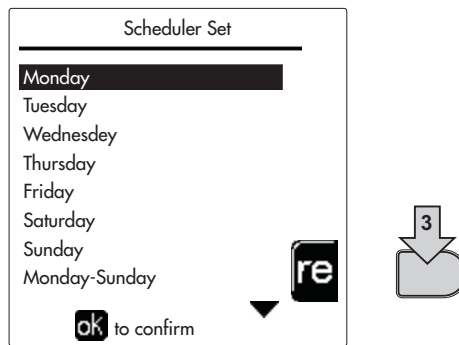 Scheduler Set
Monday
Tuesday
Wednesdey
Thursday
Friday
Saturday
Sunday
Monday-Sunday
re
ok to confirm
3